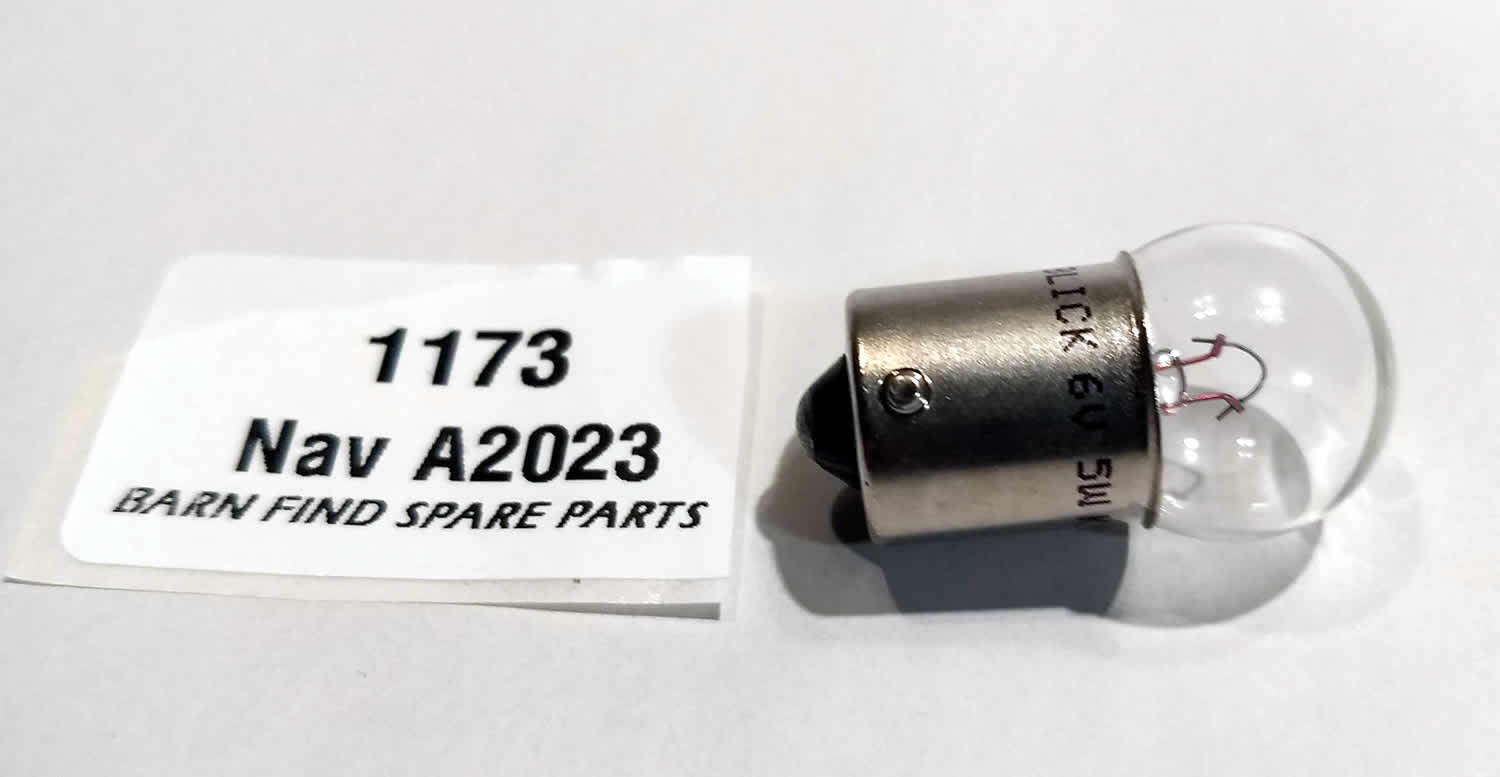 1173
Nav A2023
BARN FIND SPARE PARTS
6V 5W